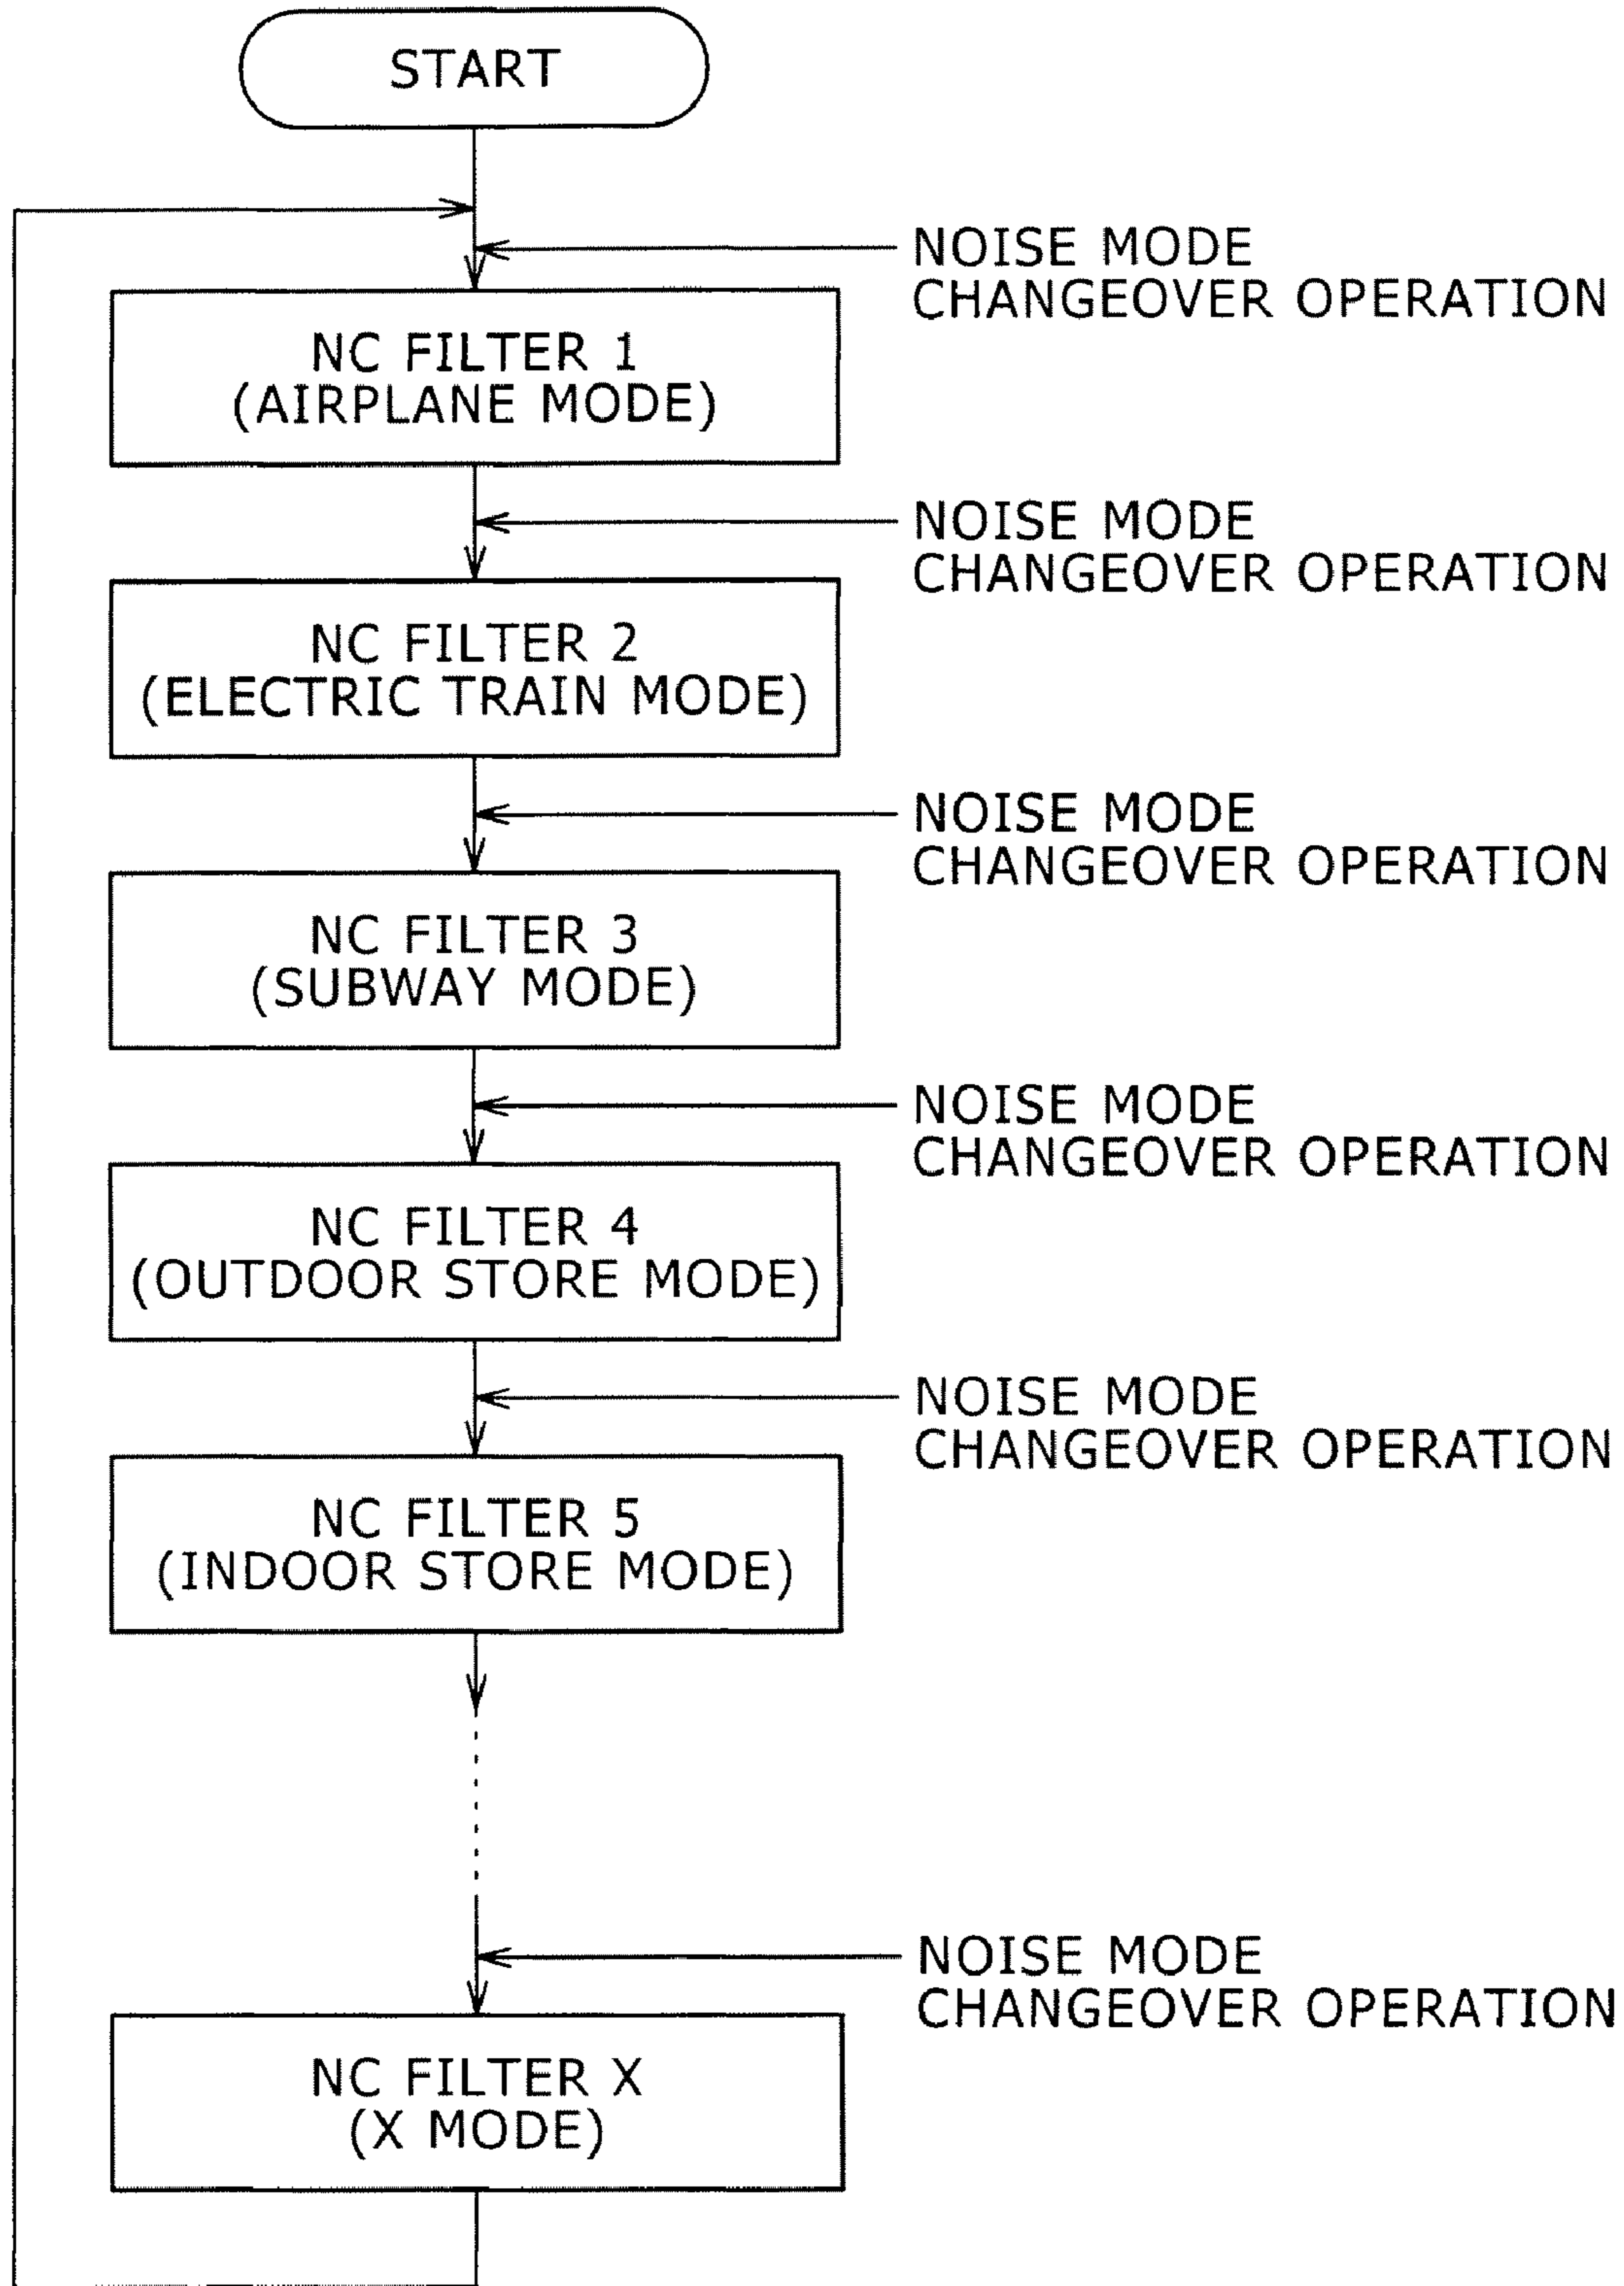 START
NOISE MODE
CHANGEOVER OPERATION
NC FILTER 1
(AIRPLANE MODE)
NOISE MODE
CHANGEOVER OPERATION
NC FILTER 2
(ELECTRIC TRAIN MODE)
NOISE MODE
CHANGEOVER OPERATION
NC FILTER 3
(SUBWAY MODE)
NOISE MODE
CHANGEOVER OPERATION
NC FILTER 4
(OUTDOOR STORE MODE)
NOISE MODE
CHANGEOVER OPERATION
NC FILTER 5
(INDOOR STORE MODE)
NOISE MODE
CHANGEOVER OPERATION
NC FILTER X
(X MODE)